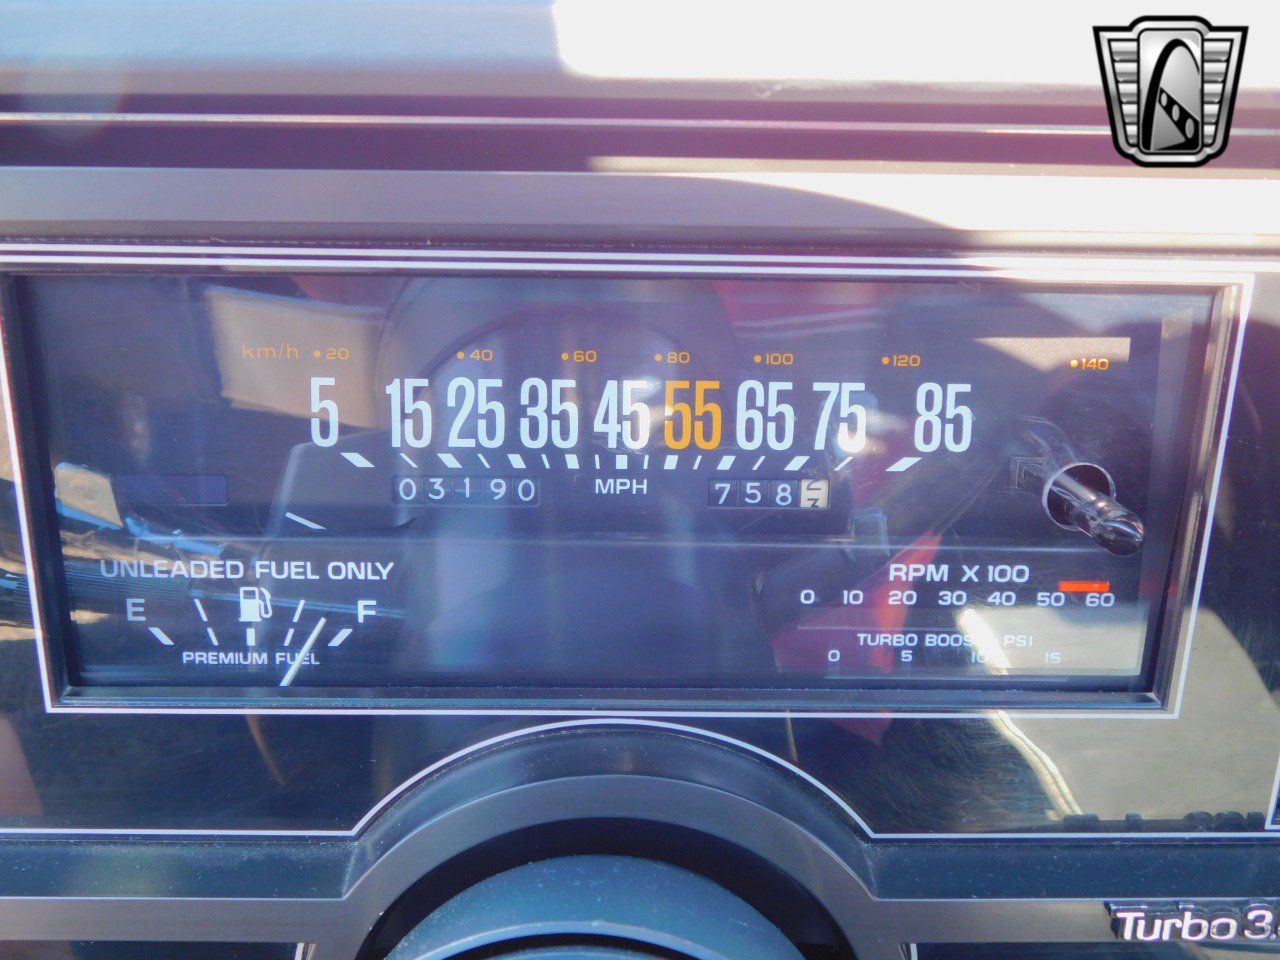 km/h 20 40 60 80 100 120 140
5 15 25 35 45 55 65 75 85
03190 MPH 758
UNLEADED FUEL ONLY
E F
PREMIUM FUEL
RPM X 100
0 10 20 30 40 50 60
TURBO BOOST PSI
0 5 10 15
Turbo 3.